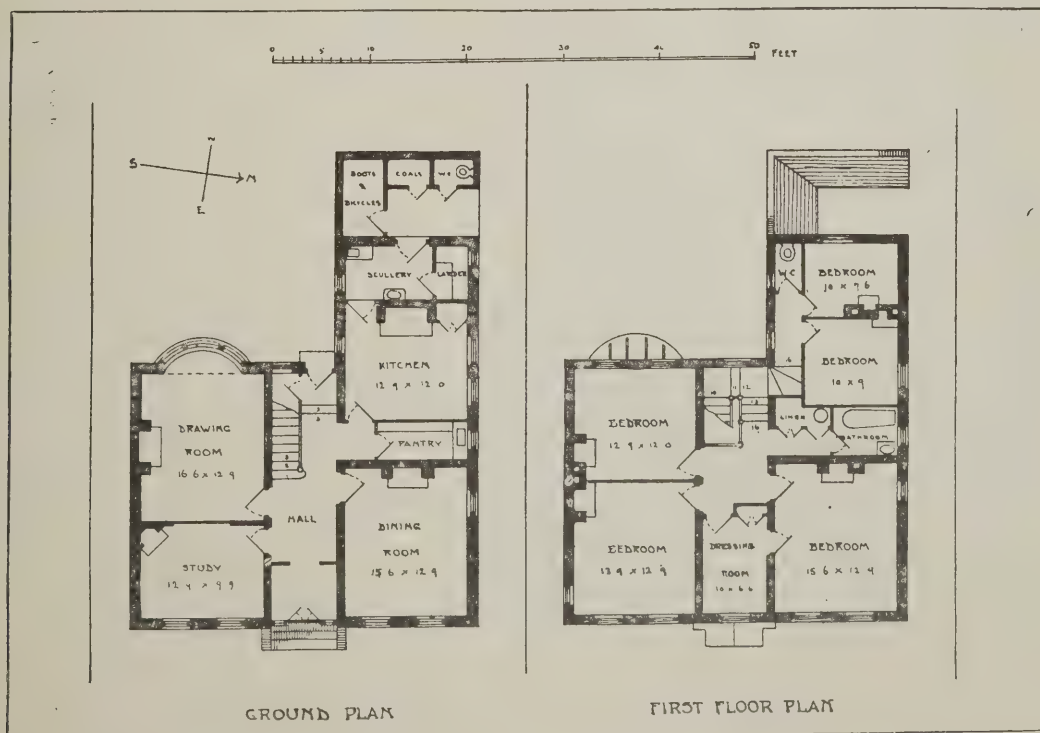 0 5 10 20 30 40 50 FEET
W
S N
E
BOOTS
&
BICYCLES
COALS
WC
SCULLERY
LARDER
KITCHEN
12 9 x 12 0
PANTRY
DRAWING
ROOM
16 6 x 12 9
HALL
DINING
ROOM
15 6 x 12 9
STUDY
12 9 x 9 9
WC
BEDROOM
10 x 7 6
BEDROOM
10 x 9
LINEN
BATHROOM
BEDROOM
12 9 x 12 0
BEDROOM
12 9
DRESSING
ROOM
10 x 6 6
BEDROOM
15 6 x 12 9
GROUND PLAN
FIRST FLOOR PLAN